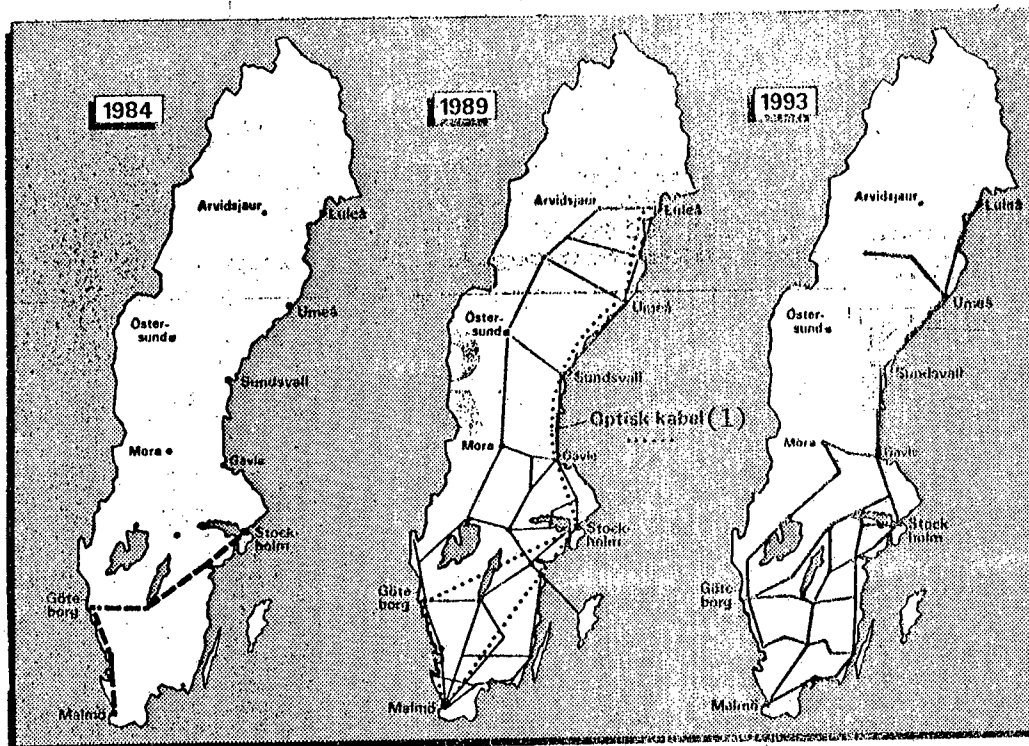 1984
Arvidsjaur
Luleå
Umeå
Öster-
sund
Sundsvall
Mora
Gävle
Stock-
holm
Göte-
borg
Malmö
1989
Arvidsjaur
Luleå
Umeå
Öster-
sund
Sundsvall
Optisk kabel (1)
Mora
Gävle
Stock-
holm
Göte
borg
Malmö
1993
Arvidsjaur
Luleå
Umeå
Öster-
sund
Sundsvall
Mora
Gävle
Stock-
holm
Göte
borg
Malmö